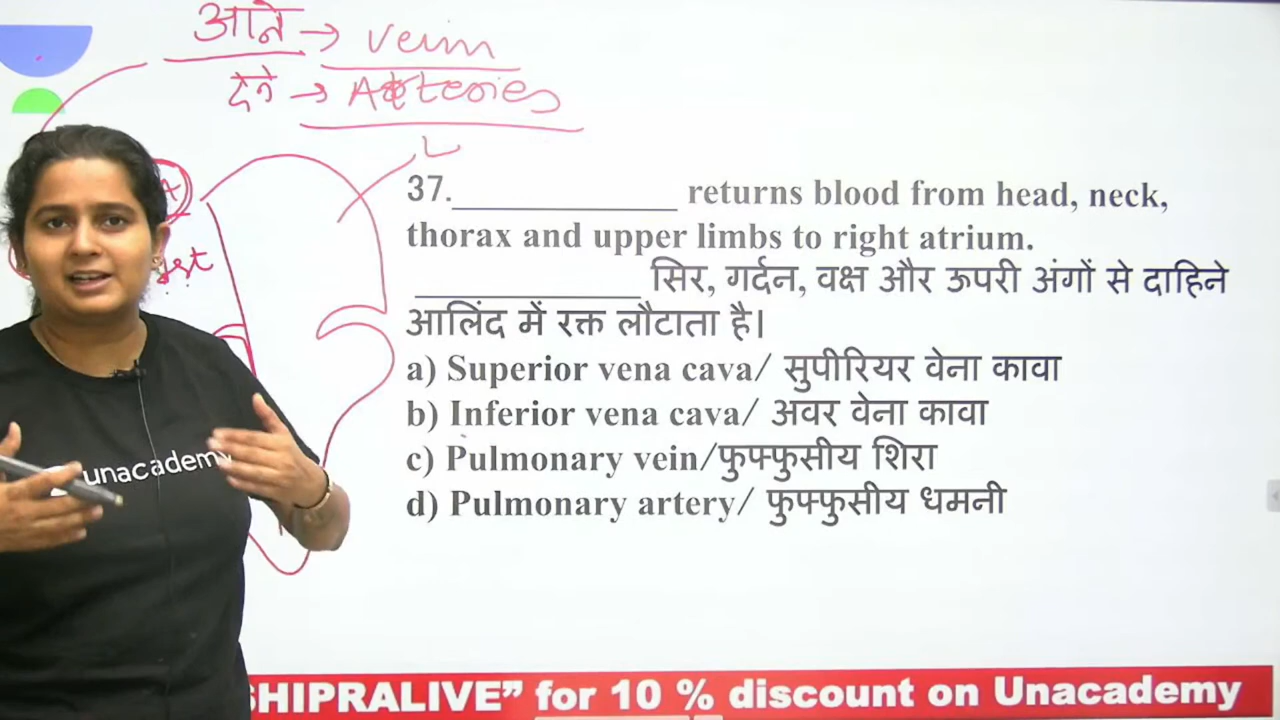 आने → Vein
देने → Arteries
37.____________ returns blood from head, neck,
thorax and upper limbs to right atrium.
____________ सिर, गर्दन, वक्ष और ऊपरी अंगों से दाहिने
आलिंद में रक्त लौटाता है।
a) Superior vena cava/ सुपीरियर वेना कावा
b) Inferior vena cava/ अवर वेना कावा
c) Pulmonary vein/फुफ्फुसीय शिरा
d) Pulmonary artery/ फुफ्फुसीय धमनी
unacademy
SHIPRALIVE” for 10 % discount on Unacademy